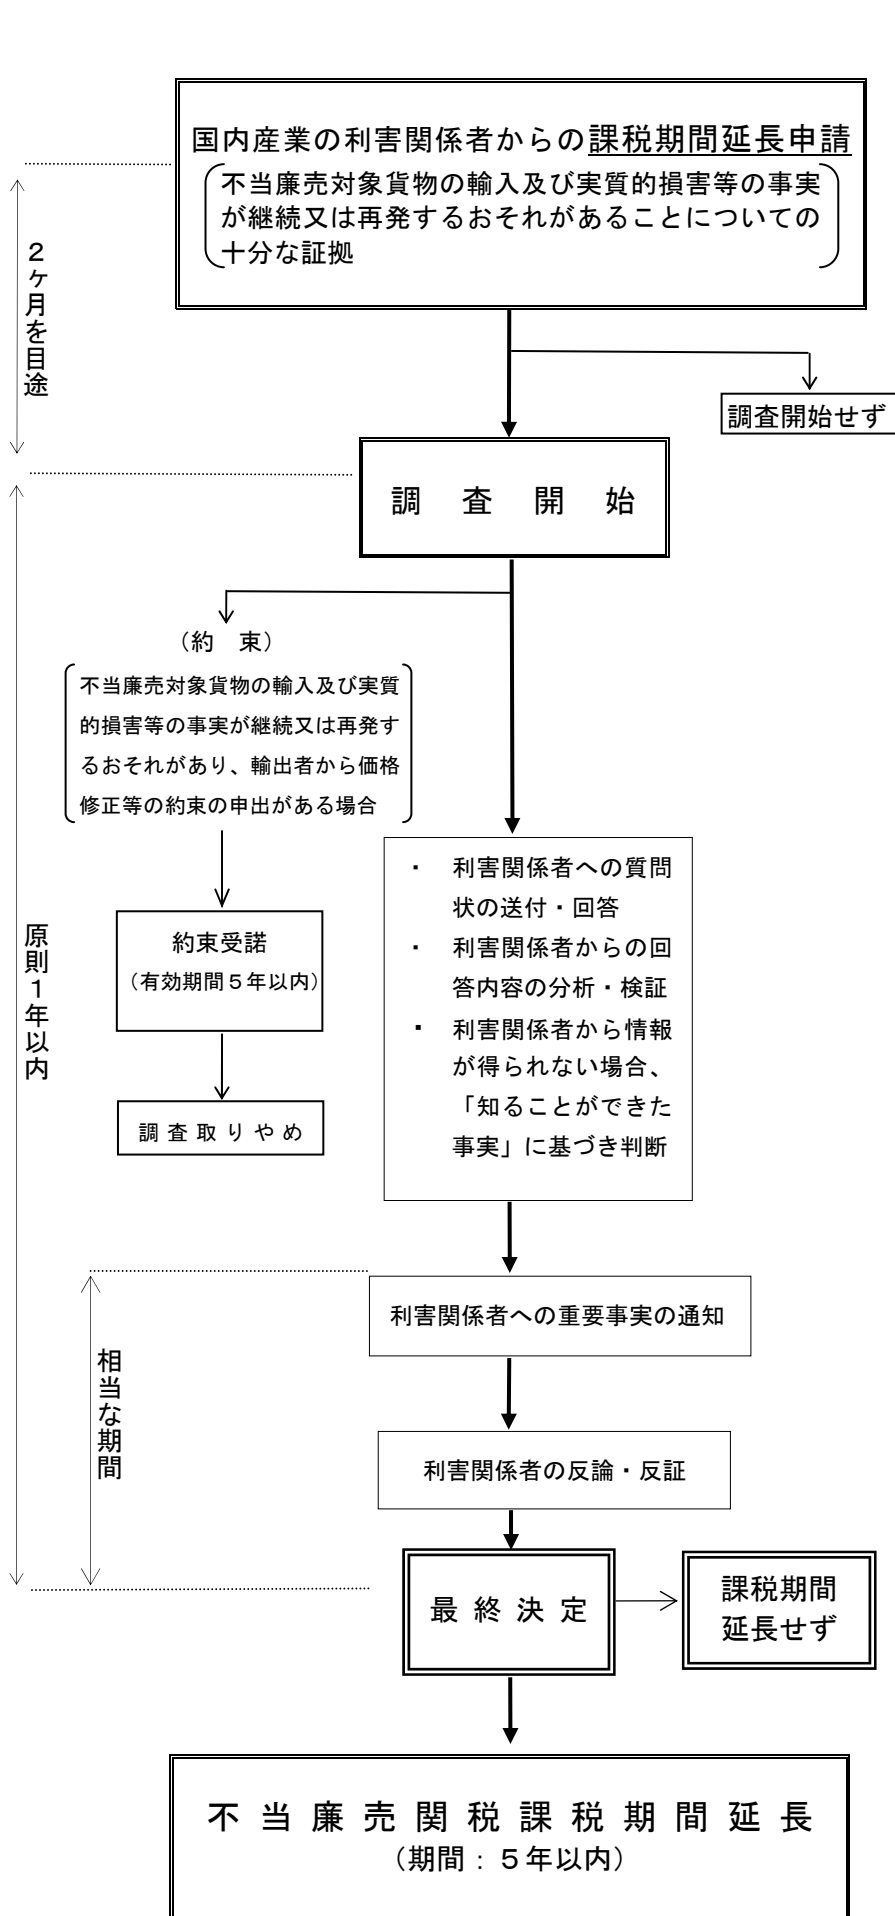 国内産業の利害関係者からの課税期間延長申請
不当廉売対象貨物の輸入及び実質的損害等の事実
が継続又は再発するおそれがあることについての
十分な証拠
2ヶ月を目途
調査開始せず
調 査 開 始
（約 束）
不当廉売対象貨物の輸入及び実質
的損害等の事実が継続又は再発す
るおそれがあり、輸出者から価格
修正等の約束の申出がある場合
約束受諾
（有効期間５年以内）
調査取りやめ
・ 利害関係者への質問
状の送付・回答
・ 利害関係者からの回
答内容の分析・検証
・ 利害関係者から情報
が得られない場合、
「知ることができた
事実」に基づき判断
原則１年以内
利害関係者への重要事実の通知
相当な期間
利害関係者の反論・反証
最 終 決 定
課税期間
延長せず
不 当 廉 売 関 税 課 税 期 間 延 長
（期間：５年以内）